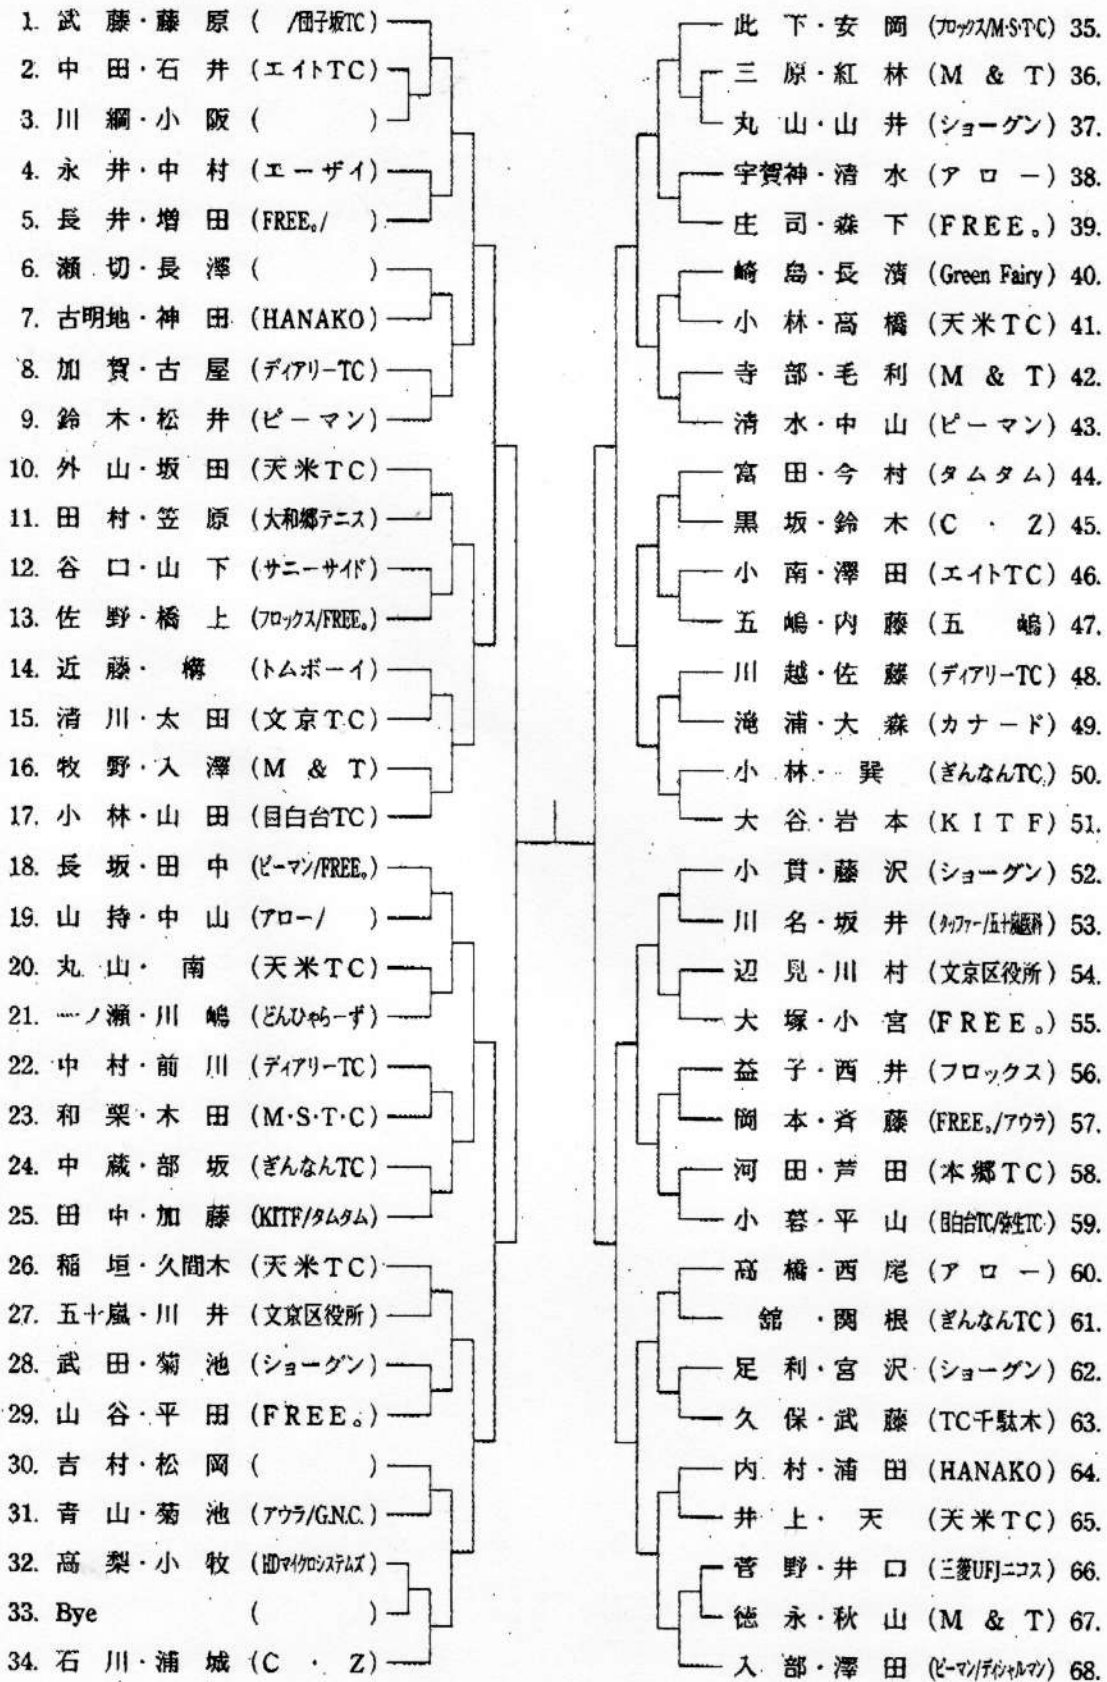 1. 武藤・藤原 ( /団子坂TC)
2. 中田・石井 (エイトTC)
3. 川綱・小阪 ( )
4. 永井・中村 (エーザイ)
5. 長井・増田 (FREE。/ )
6. 瀬切・長澤 ( )
7. 古明地・神田 (HANAKO)
8. 加賀・古屋 (ディアリーTC)
9. 鈴木・松井 (ピーマン)
10. 外山・坂田 (天米TC)
11. 田村・笠原 (大和郷テニス)
12. 谷口・山下 (サニーサイド)
13. 佐野・橋上 (フロックス/FREE。)
14. 近藤・構 (トムボーイ)
15. 清川・太田 (文京TC)
16. 牧野・入澤 (M & T)
17. 小林・山田 (目白台TC)
18. 長坂・田中 (ピーマン/FREE。)
19. 山持・中山 (アロー/ )
20. 丸山・南 (天米TC)
21. 一ノ瀬・川嶋 (どんひゃらーず)
22. 中村・前川 (ディアリーTC)
23. 和栗・木田 (M・S・T・C)
24. 中蔵・部坂 (ぎんなんTC)
25. 田中・加藤 (KITF/タムタム)
26. 稲垣・久間木 (天米TC)
27. 五十嵐・川井 (文京区役所)
28. 武田・菊池 (ショーグン)
29. 山谷・平田 (FREE。)
30. 吉村・松岡 ( )
31. 青山・菊池 (アウラ/G.N.C.)
32. 高梨・小牧 (HDマイクロシステムズ)
33. Bye ( )
34. 石川・浦城 (C ・ Z)
此下・安岡 (フロックス/M・S・T・C) 35.
三原・紅林 (M & T) 36.
丸山・山井 (ショーグン) 37.
宇賀神・清水 (アロー) 38.
庄司・森下 (FREE。) 39.
崎島・長濱 (Green Fairy) 40.
小林・高橋 (天米TC) 41.
寺部・毛利 (M & T) 42.
清水・中山 (ピーマン) 43.
富田・今村 (タムタム) 44.
黒坂・鈴木 (C ・ Z) 45.
小南・澤田 (エイトTC) 46.
五嶋・内藤 (五嶋) 47.
川越・佐藤 (ディアリーTC) 48.
滝浦・大森 (カナード) 49.
小林・巽 (ぎんなんTC) 50.
大谷・岩本 (KITF) 51.
小貫・藤沢 (ショーグン) 52.
川名・坂井 53.
辺見・川村 (文京区役所) 54.
大塚・小宮 (FREE。) 55.
益子・西井 (フロックス) 56.
岡本・斉藤 (FREE。/アウラ) 57.
河田・芦田 (本郷TC) 58.
小暮・平山 (目白台TC/弥生TC) 59.
高橋・西尾 (アロー) 60.
舘・関根 (ぎんなんTC) 61.
足利・宮沢 (ショーグン) 62.
久保・武藤 (TC千駄木) 63.
内村・浦田 (HANAKO) 64.
井上・天 (天米TC) 65.
菅野・井口 (三菱UFJニコス) 66.
徳永・秋山 (M & T) 67.
入部・澤田 (ピーマン/ティシャルマン) 68.